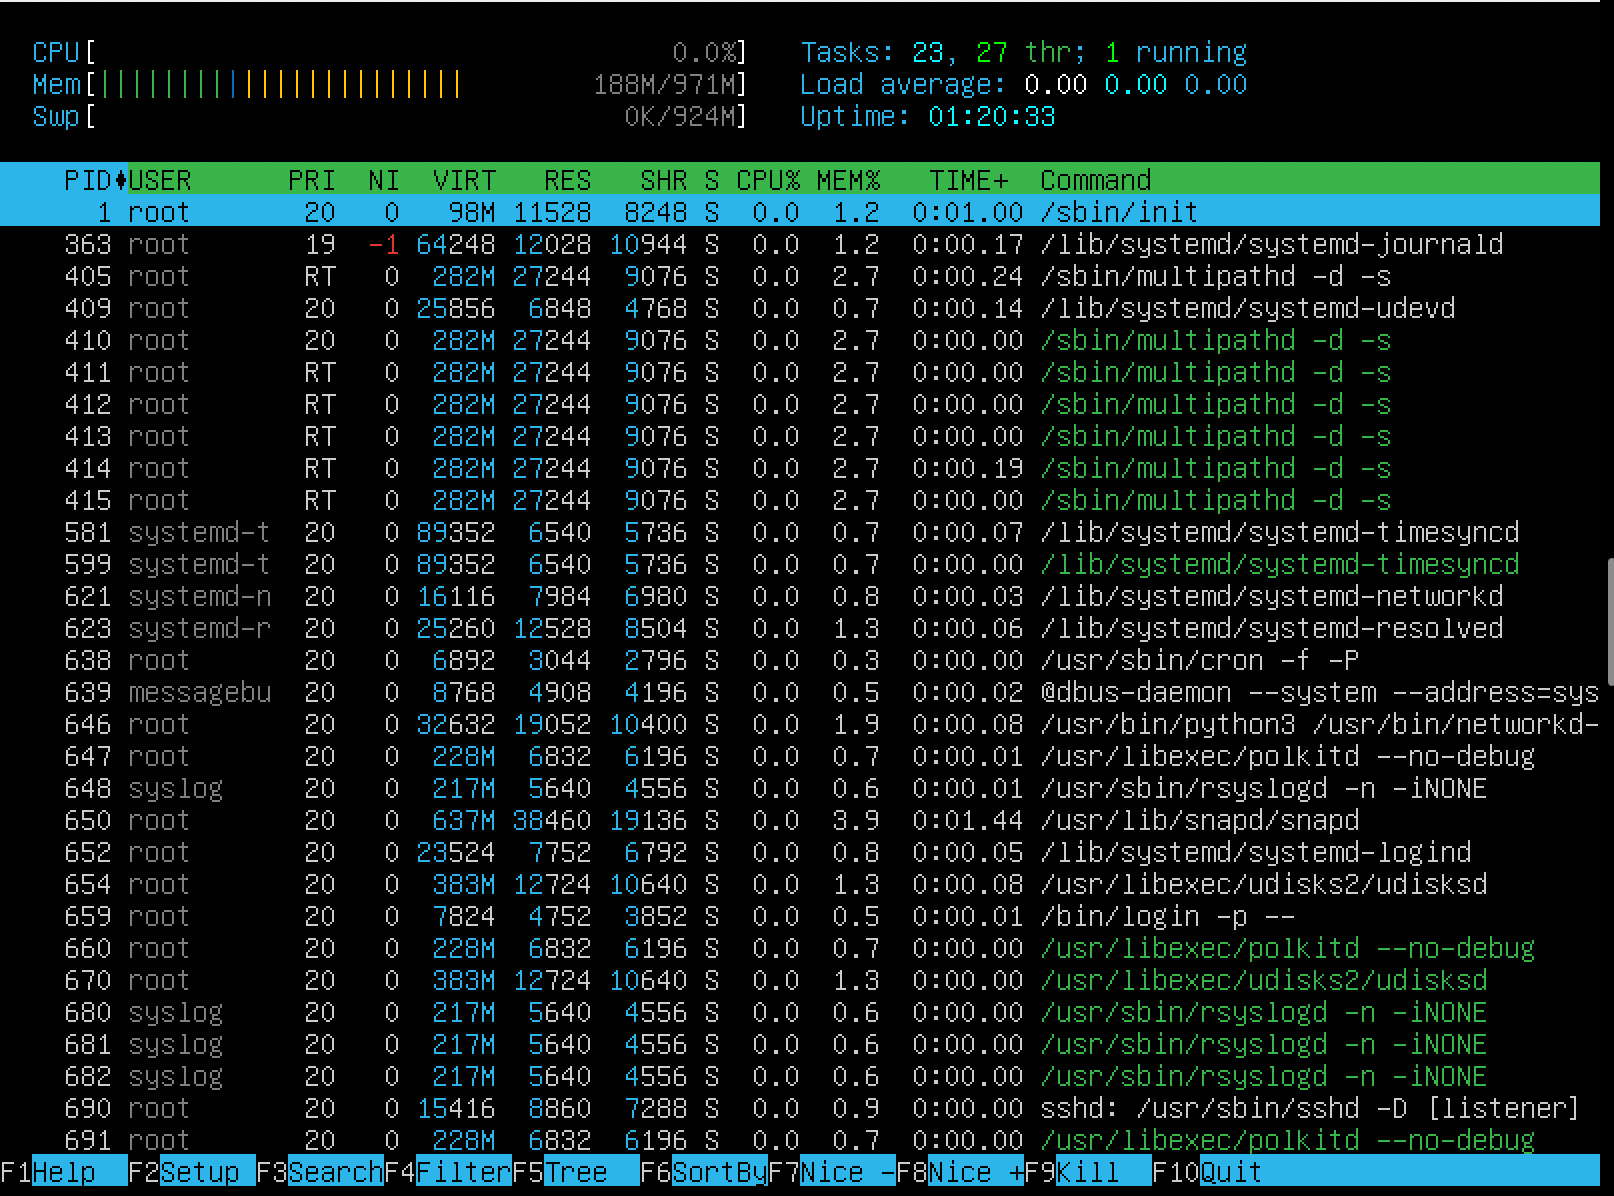 CPU[ 0.0%] Tasks: 23, 27 thr; 1 running
Mem[||||||||||||||||||||||| 188M/971M] Load average: 0.00 0.00 0.00
Swp[ 0K/924M] Uptime: 01:20:33
PID♦USER PRI NI VIRT RES SHR S CPU% MEM% TIME+ Command
1 root 20 0 98M 11528 8248 S 0.0 1.2 0:01.00 /sbin/init
363 root 19 -1 64248 12028 10944 S 0.0 1.2 0:00.17 /lib/systemd/systemd-journald
405 root RT 0 282M 27244 9076 S 0.0 2.7 0:00.24 /sbin/multipathd -d -s
409 root 20 0 25856 6848 4768 S 0.0 0.7 0:00.14 /lib/systemd/systemd-udevd
410 root 20 0 282M 27244 9076 S 0.0 2.7 0:00.00 /sbin/multipathd -d -s
411 root RT 0 282M 27244 9076 S 0.0 2.7 0:00.00 /sbin/multipathd -d -s
412 root RT 0 282M 27244 9076 S 0.0 2.7 0:00.00 /sbin/multipathd -d -s
413 root RT 0 282M 27244 9076 S 0.0 2.7 0:00.00 /sbin/multipathd -d -s
414 root RT 0 282M 27244 9076 S 0.0 2.7 0:00.19 /sbin/multipathd -d -s
415 root RT 0 282M 27244 9076 S 0.0 2.7 0:00.00 /sbin/multipathd -d -s
581 systemd-t 20 0 89352 6540 5736 S 0.0 0.7 0:00.07 /lib/systemd/systemd-timesyncd
599 systemd-t 20 0 89352 6540 5736 S 0.0 0.7 0:00.00 /lib/systemd/systemd-timesyncd
621 systemd-n 20 0 16116 7984 6980 S 0.0 0.8 0:00.03 /lib/systemd/systemd-networkd
623 systemd-r 20 0 25260 12528 8504 S 0.0 1.3 0:00.06 /lib/systemd/systemd-resolved
638 root 20 0 6892 3044 2796 S 0.0 0.3 0:00.00 /usr/sbin/cron -f -P
639 messagebu 20 0 8768 4908 4196 S 0.0 0.5 0:00.02 @dbus-daemon --system --address=sys
646 root 20 0 32632 19052 10400 S 0.0 1.9 0:00.08 /usr/bin/python3 /usr/bin/networkd-
647 root 20 0 228M 6832 6196 S 0.0 0.7 0:00.01 /usr/libexec/polkitd --no-debug
648 syslog 20 0 217M 5640 4556 S 0.0 0.6 0:00.01 /usr/sbin/rsyslogd -n -iNONE
650 root 20 0 637M 38460 19136 S 0.0 3.9 0:01.44 /usr/lib/snapd/snapd
652 root 20 0 23524 7752 6792 S 0.0 0.8 0:00.05 /lib/systemd/systemd-logind
654 root 20 0 383M 12724 10640 S 0.0 1.3 0:00.08 /usr/libexec/udisks2/udisksd
659 root 20 0 7824 4752 3852 S 0.0 0.5 0:00.01 /bin/login -p --
660 root 20 0 228M 6832 6196 S 0.0 0.7 0:00.00 /usr/libexec/polkitd --no-debug
670 root 20 0 383M 12724 10640 S 0.0 1.3 0:00.00 /usr/libexec/udisks2/udisksd
680 syslog 20 0 217M 5640 4556 S 0.0 0.6 0:00.00 /usr/sbin/rsyslogd -n -iNONE
681 syslog 20 0 217M 5640 4556 S 0.0 0.6 0:00.00 /usr/sbin/rsyslogd -n -iNONE
682 syslog 20 0 217M 5640 4556 S 0.0 0.6 0:00.00 /usr/sbin/rsyslogd -n -iNONE
690 root 20 0 15416 8860 7288 S 0.0 0.9 0:00.00 sshd: /usr/sbin/sshd -D [listener]
691 root 20 0 228M 6832 6196 S 0.0 0.7 0:00.00 /usr/libexec/polkitd --no-debug
F1Help F2Setup F3SearchF4FilterF5Tree F6SortByF7Nice -F8Nice +F9Kill F10Quit